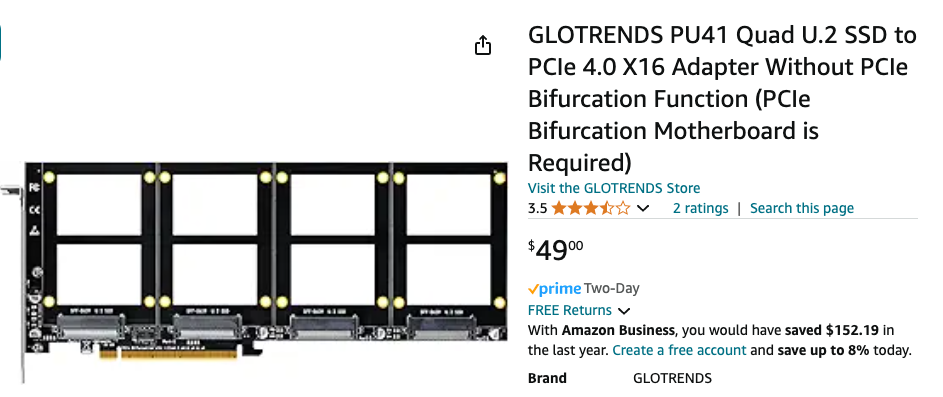 GLOTRENDS PU41 Quad U.2 SSD to
PCIe 4.0 X16 Adapter Without PCIe
Bifurcation Function (PCIe
Bifurcation Motherboard is
Required)
Visit the GLOTRENDS Store
3.5
2 ratings | Search this page
$4900
prime Two-Day
FREE Returns
With Amazon Business, you would have saved $152.19 in
the last year. Create a free account and save up to 8% today.
Brand GLOTRENDS
FC
CE